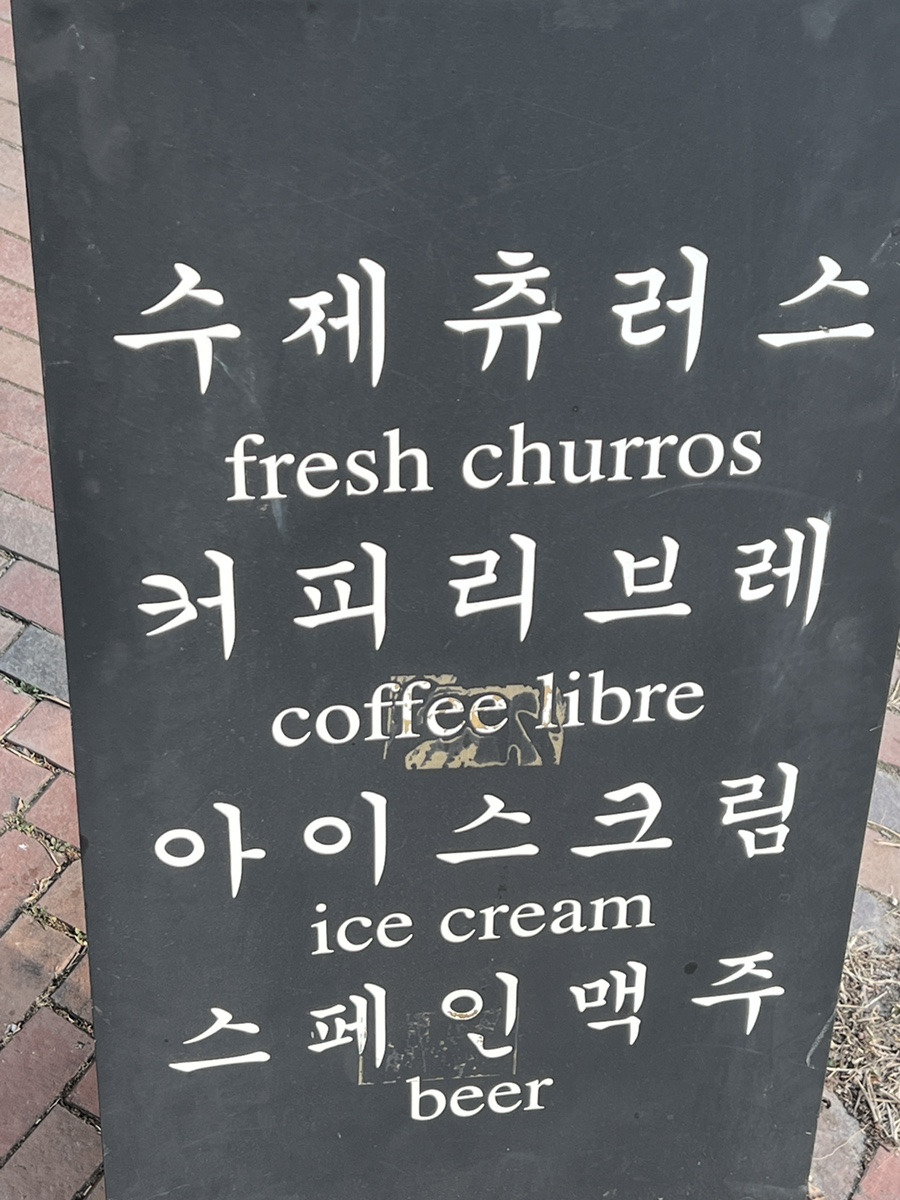 수제츄러스
fresh churros
커피리브레
coffee libre
아이스크림
ice cream
스페인맥주
beer